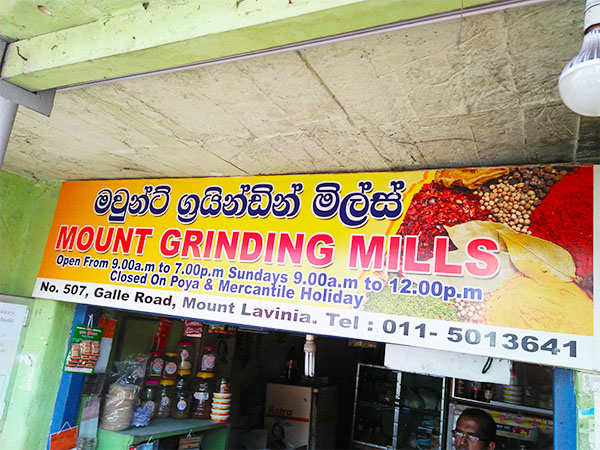 මවුන්ට් ග්‍රයින්ඩින් මිල්ස්
MOUNT GRINDING MILLS
Open From 9.00a.m to 7.00p.m Sundays 9.00a.m to 12.00p.m
Closed On Poya & Mercantile Holiday
No. 507, Galle Road, Mount Lavinia. Tel : 011- 5013641
Astra